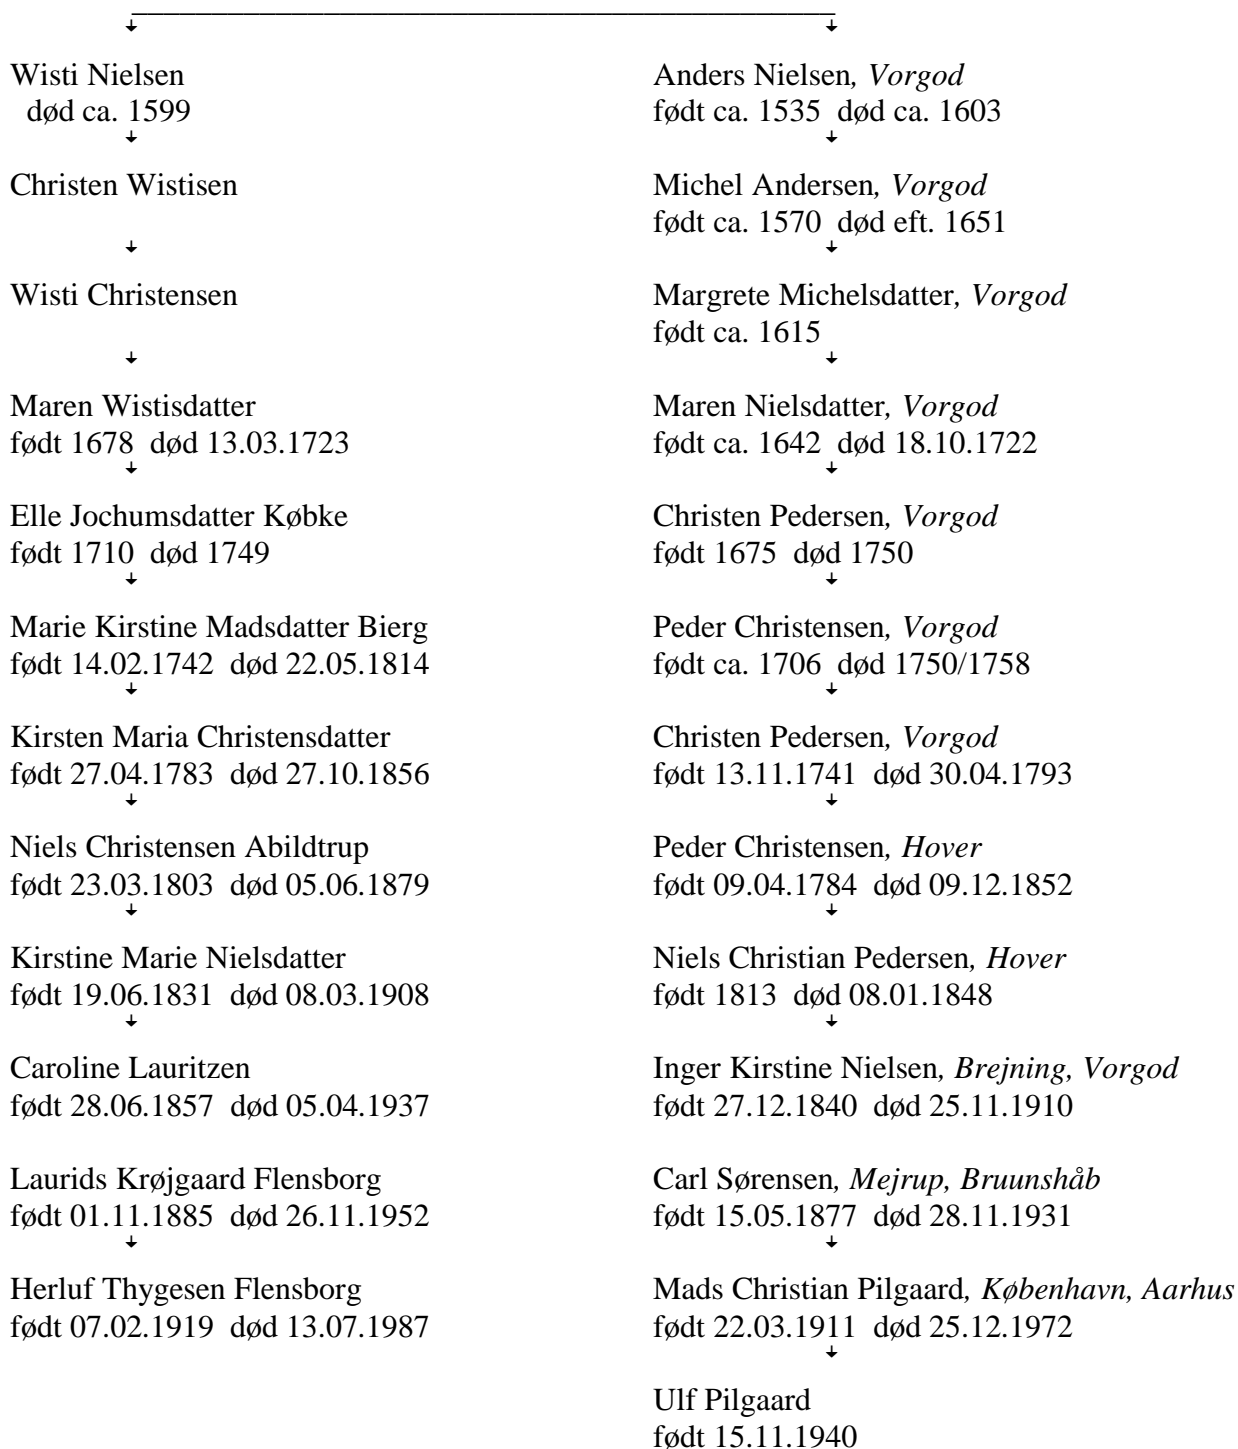 Wisti Nielsen
død ca. 1599
Christen Wistisen
Wisti Christensen
Maren Wistisdatter
født 1678 død 13.03.1723
Elle Jochumsdatter Købke
født 1710 død 1749
Marie Kirstine Madsdatter Bierg
født 14.02.1742 død 22.05.1814
Kirsten Maria Christensdatter
født 27.04.1783 død 27.10.1856
Niels Christensen Abildtrup
født 23.03.1803 død 05.06.1879
Kirstine Marie Nielsdatter
født 19.06.1831 død 08.03.1908
Caroline Lauritzen
født 28.06.1857 død 05.04.1937
Laurids Krøjgaard Flensborg
født 01.11.1885 død 26.11.1952
Herluf Thygesen Flensborg
født 07.02.1919 død 13.07.1987
Anders Nielsen, Vorgod
født ca. 1535 død ca. 1603
Michel Andersen, Vorgod
født ca. 1570 død eft. 1651
Margrete Michelsdatter, Vorgod
født ca. 1615
Maren Nielsdatter, Vorgod
født ca. 1642 død 18.10.1722
Christen Pedersen, Vorgod
født 1675 død 1750
Peder Christensen, Vorgod
født ca. 1706 død 1750/1758
Christen Pedersen, Vorgod
født 13.11.1741 død 30.04.1793
Peder Christensen, Hover
født 09.04.1784 død 09.12.1852
Niels Christian Pedersen, Hover
født 1813 død 08.01.1848
Inger Kirstine Nielsen, Brejning, Vorgod
født 27.12.1840 død 25.11.1910
Carl Sørensen, Mejrup, Bruunshåb
født 15.05.1877 død 28.11.1931
Mads Christian Pilgaard, København, Aarhus
født 22.03.1911 død 25.12.1972
Ulf Pilgaard
født 15.11.1940